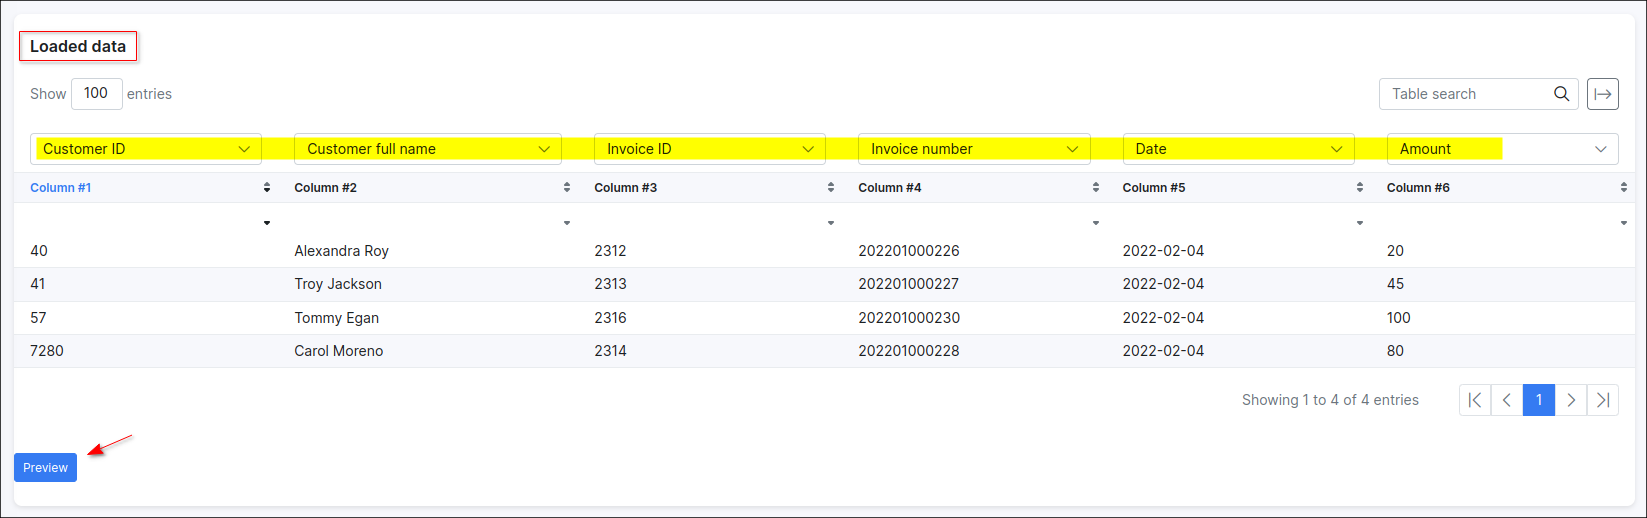 Loaded data
Show 100 entries Table search
Customer ID Customer full name Invoice ID Invoice number Date Amount
Column #1 Column #2 Column #3 Column #4 Column #5 Column #6
40 Alexandra Roy 2312 202201000226 2022-02-04 20
41 Troy Jackson 2313 202201000227 2022-02-04 45
57 Tommy Egan 2316 202201000230 2022-02-04 100
7280 Carol Moreno 2314 202201000228 2022-02-04 80
Showing 1 to 4 of 4 entries 1
Preview